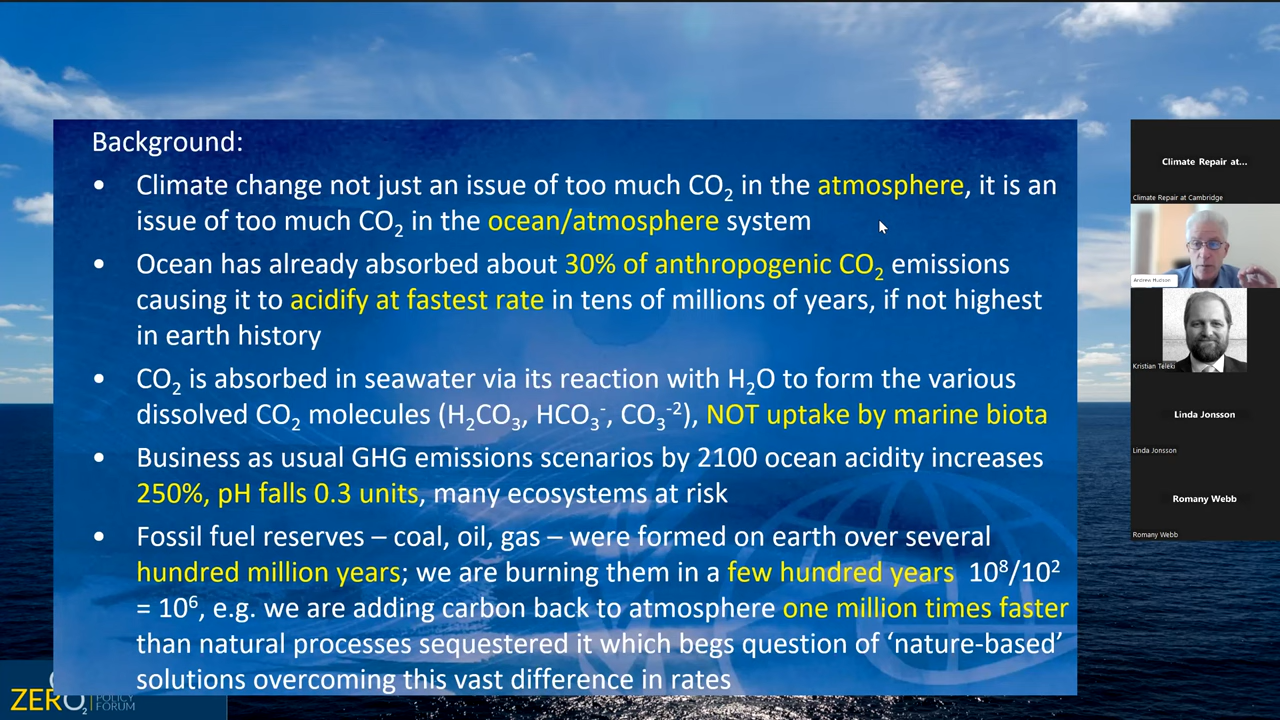 Background:
• Climate change not just an issue of too much CO₂ in the atmosphere, it is an
issue of too much CO₂ in the ocean/atmosphere system
• Ocean has already absorbed about 30% of anthropogenic CO₂ emissions
causing it to acidify at fastest rate in tens of millions of years, if not highest
in earth history
• CO₂ is absorbed in seawater via its reaction with H₂O to form the various
dissolved CO₂ molecules (H₂CO₃, HCO₃⁻, CO₃⁻²), NOT uptake by marine biota
• Business as usual GHG emissions scenarios by 2100 ocean acidity increases
250%, pH falls 0.3 units, many ecosystems at risk
• Fossil fuel reserves – coal, oil, gas – were formed on earth over several
hundred million years; we are burning them in a few hundred years 10⁸/10²
= 10⁶, e.g. we are adding carbon back to atmosphere one million times faster
than natural processes sequestered it which begs question of ‘nature-based’
solutions overcoming this vast difference in rates
ZERO₂
POLICY
FORUM
Climate Repair at...
Climate Repair at Cambridge
Andrew Hudson
Kristian Teleki
Linda Jonsson
Linda Jonsson
Romany Webb
Romany Webb